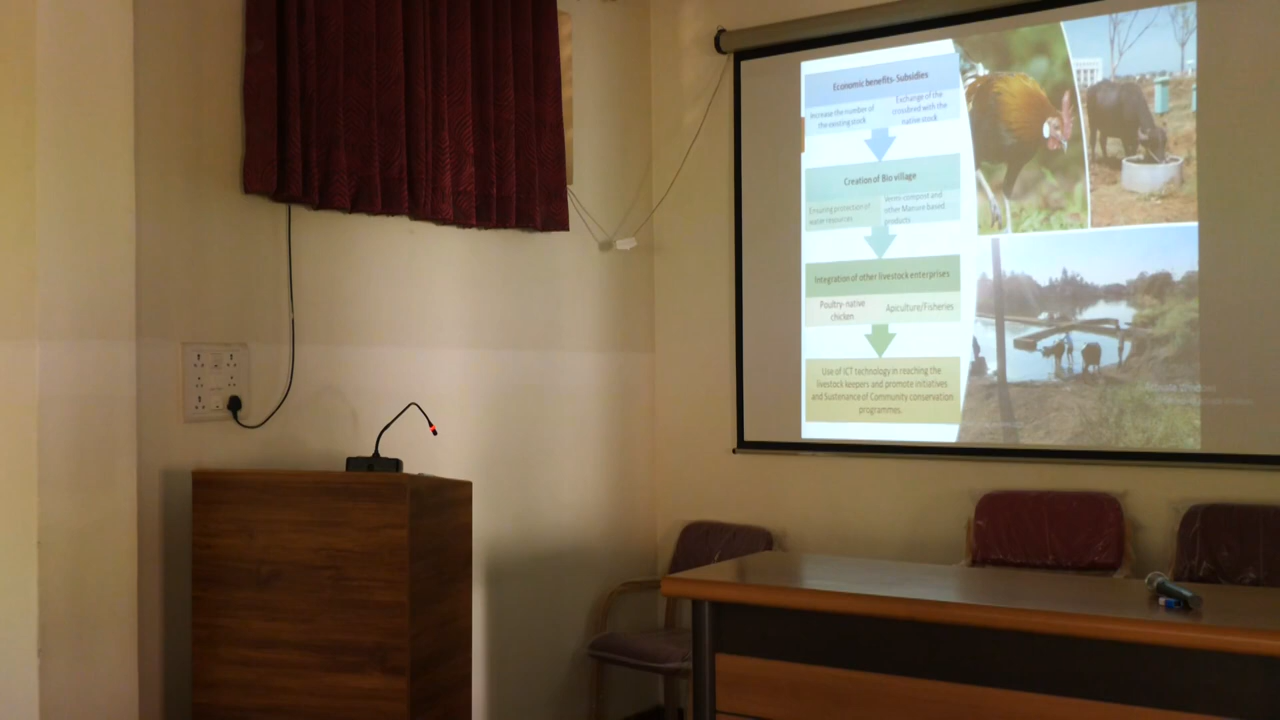 Economic benefits- Subsidies
Increase the number of
the existing stock
Exchange of the
crossbred with the
native stock
Creation of Bio village
Ensuring protection of
water resources
Vermi-compost and
other Manure based
products
Integration of other livestock enterprises
Poultry- native
chicken
Apiculture/Fisheries
Use of ICT technology in reaching the
livestock keepers and promote initiatives
and Sustenance of Community conservation
programmes.
Activate Windows